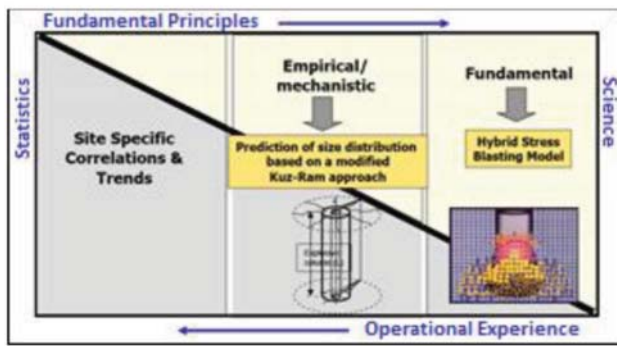 Fundamental Principles
Statistics
Science
Empirical/
mechanistic
Fundamental
Site Specific
Correlations &
Trends
Prediction of size distribution
based on a modified
Kuz-Ram approach
Hybrid Stress
Blasting Model
Operational Experience